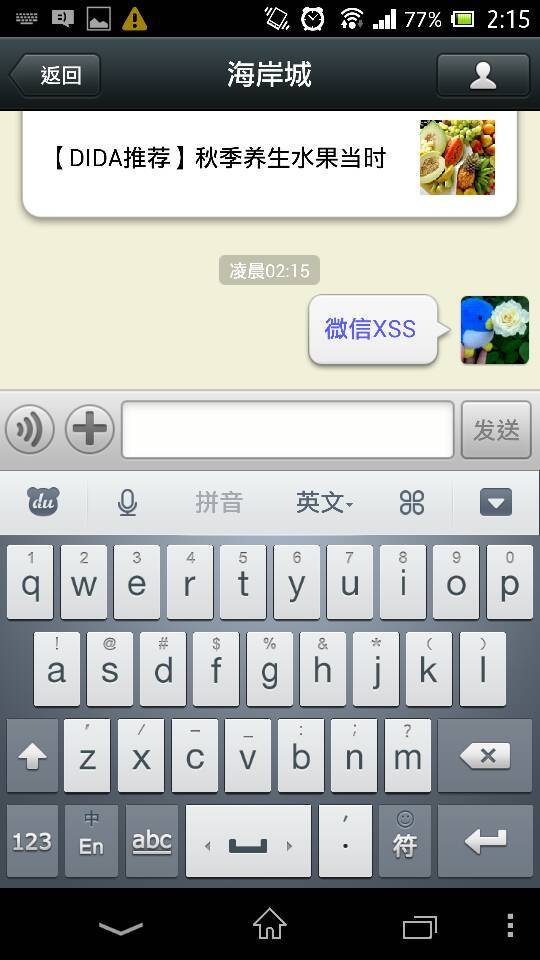 77% 2:15
返回 海岸城
【DIDA推荐】秋季养生水果当时
凌晨02:15
微信XSS
发送
du 拼音 英文
1 2 3 4 5 6 7 8 9 0
q w e r t y u i o p
! @ # $ % & * ( )
a s d f g h j k l
" / - _ : ; ?
z x c v b n m
中 ,
123 En abc . 符